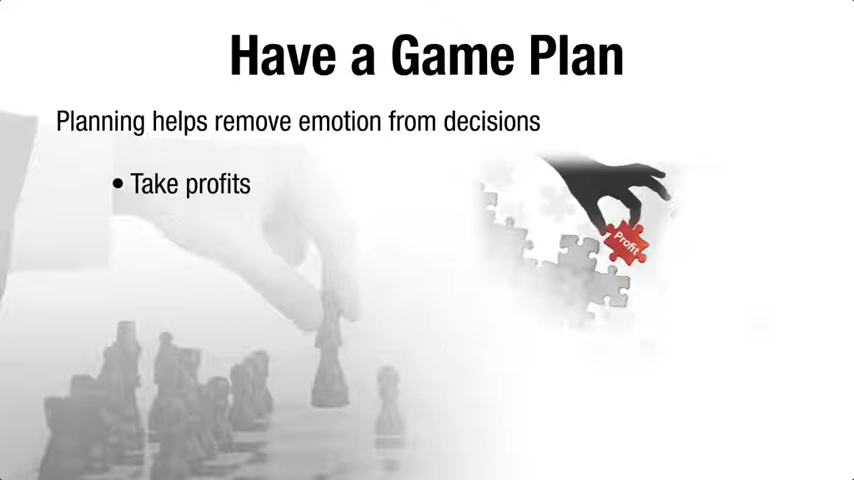 Have a Game Plan
Planning helps remove emotion from decisions
• Take profits
Profit